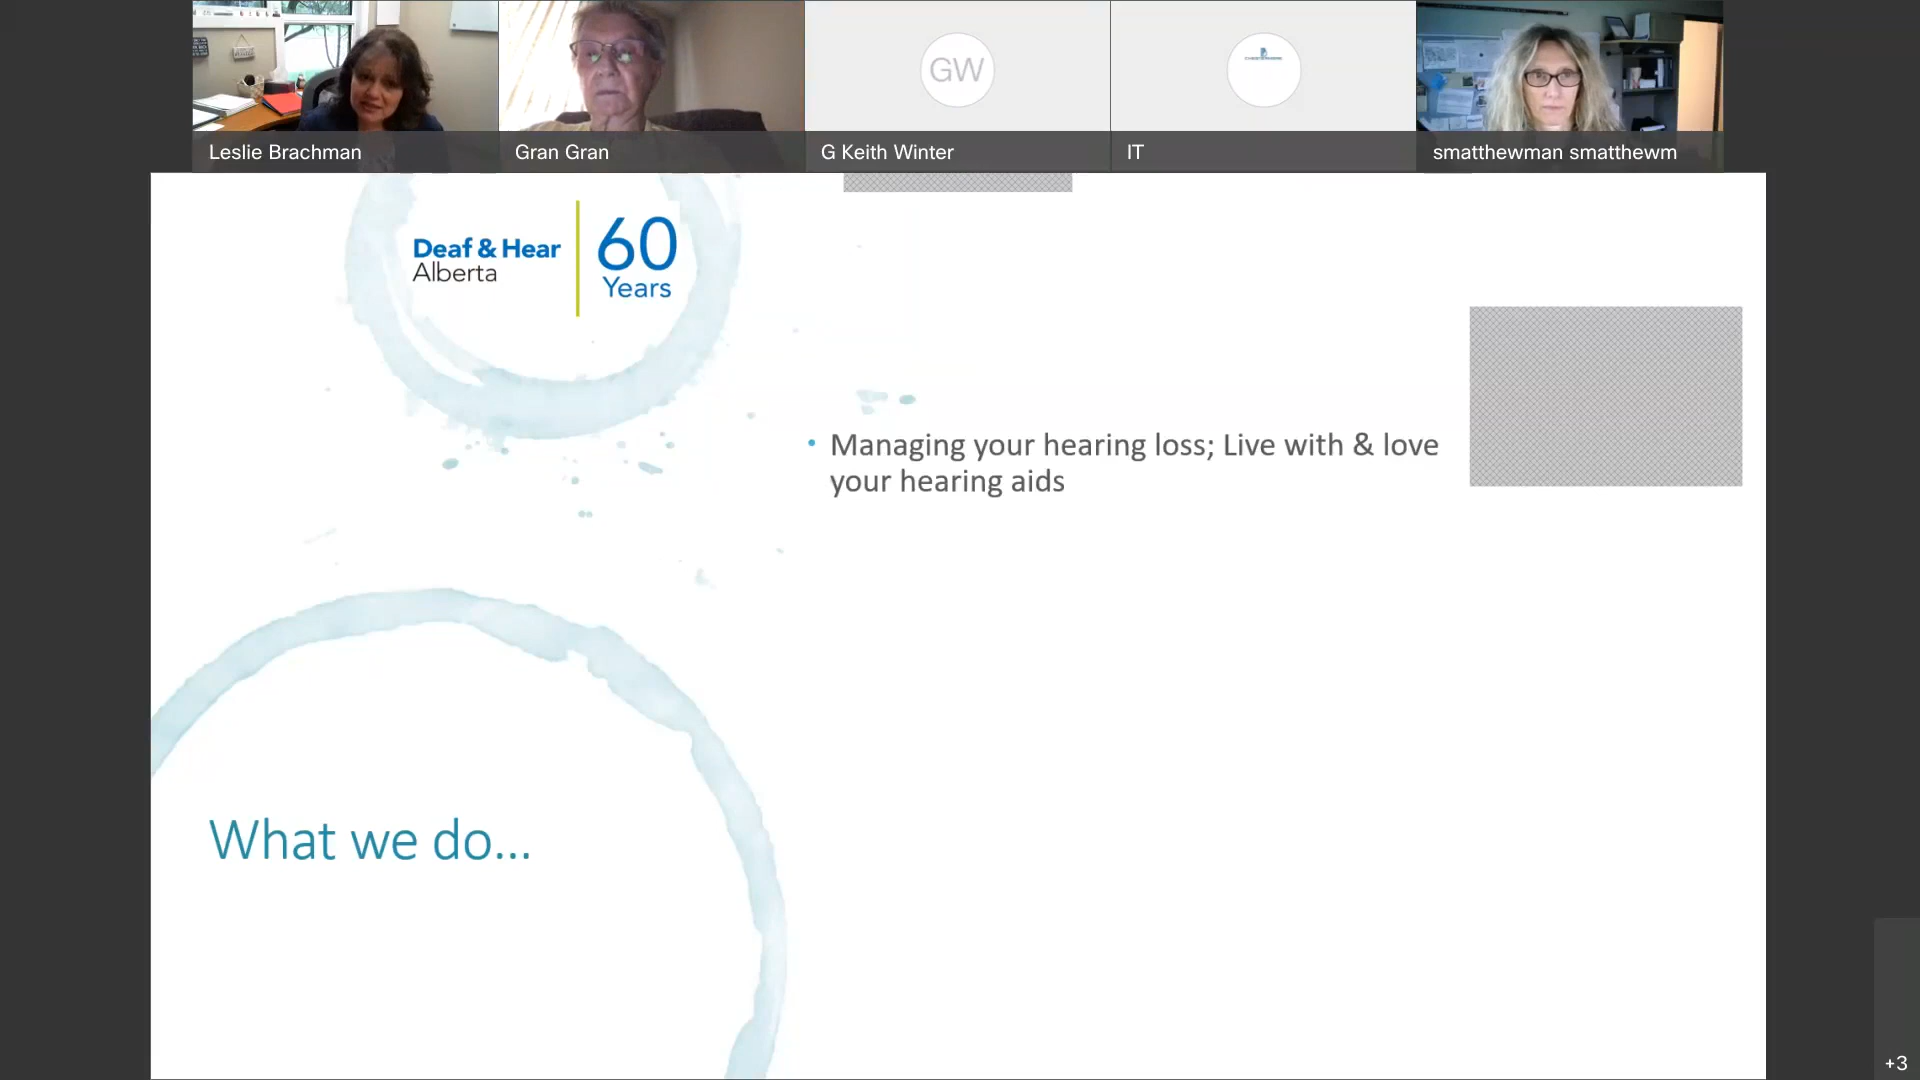 Leslie Brachman
Gran Gran
GW
G Keith Winter
IT
smatthewman smatthewm
Deaf & Hear
Alberta
60
Years
• Managing your hearing loss; Live with & love
your hearing aids
What we do...
+3